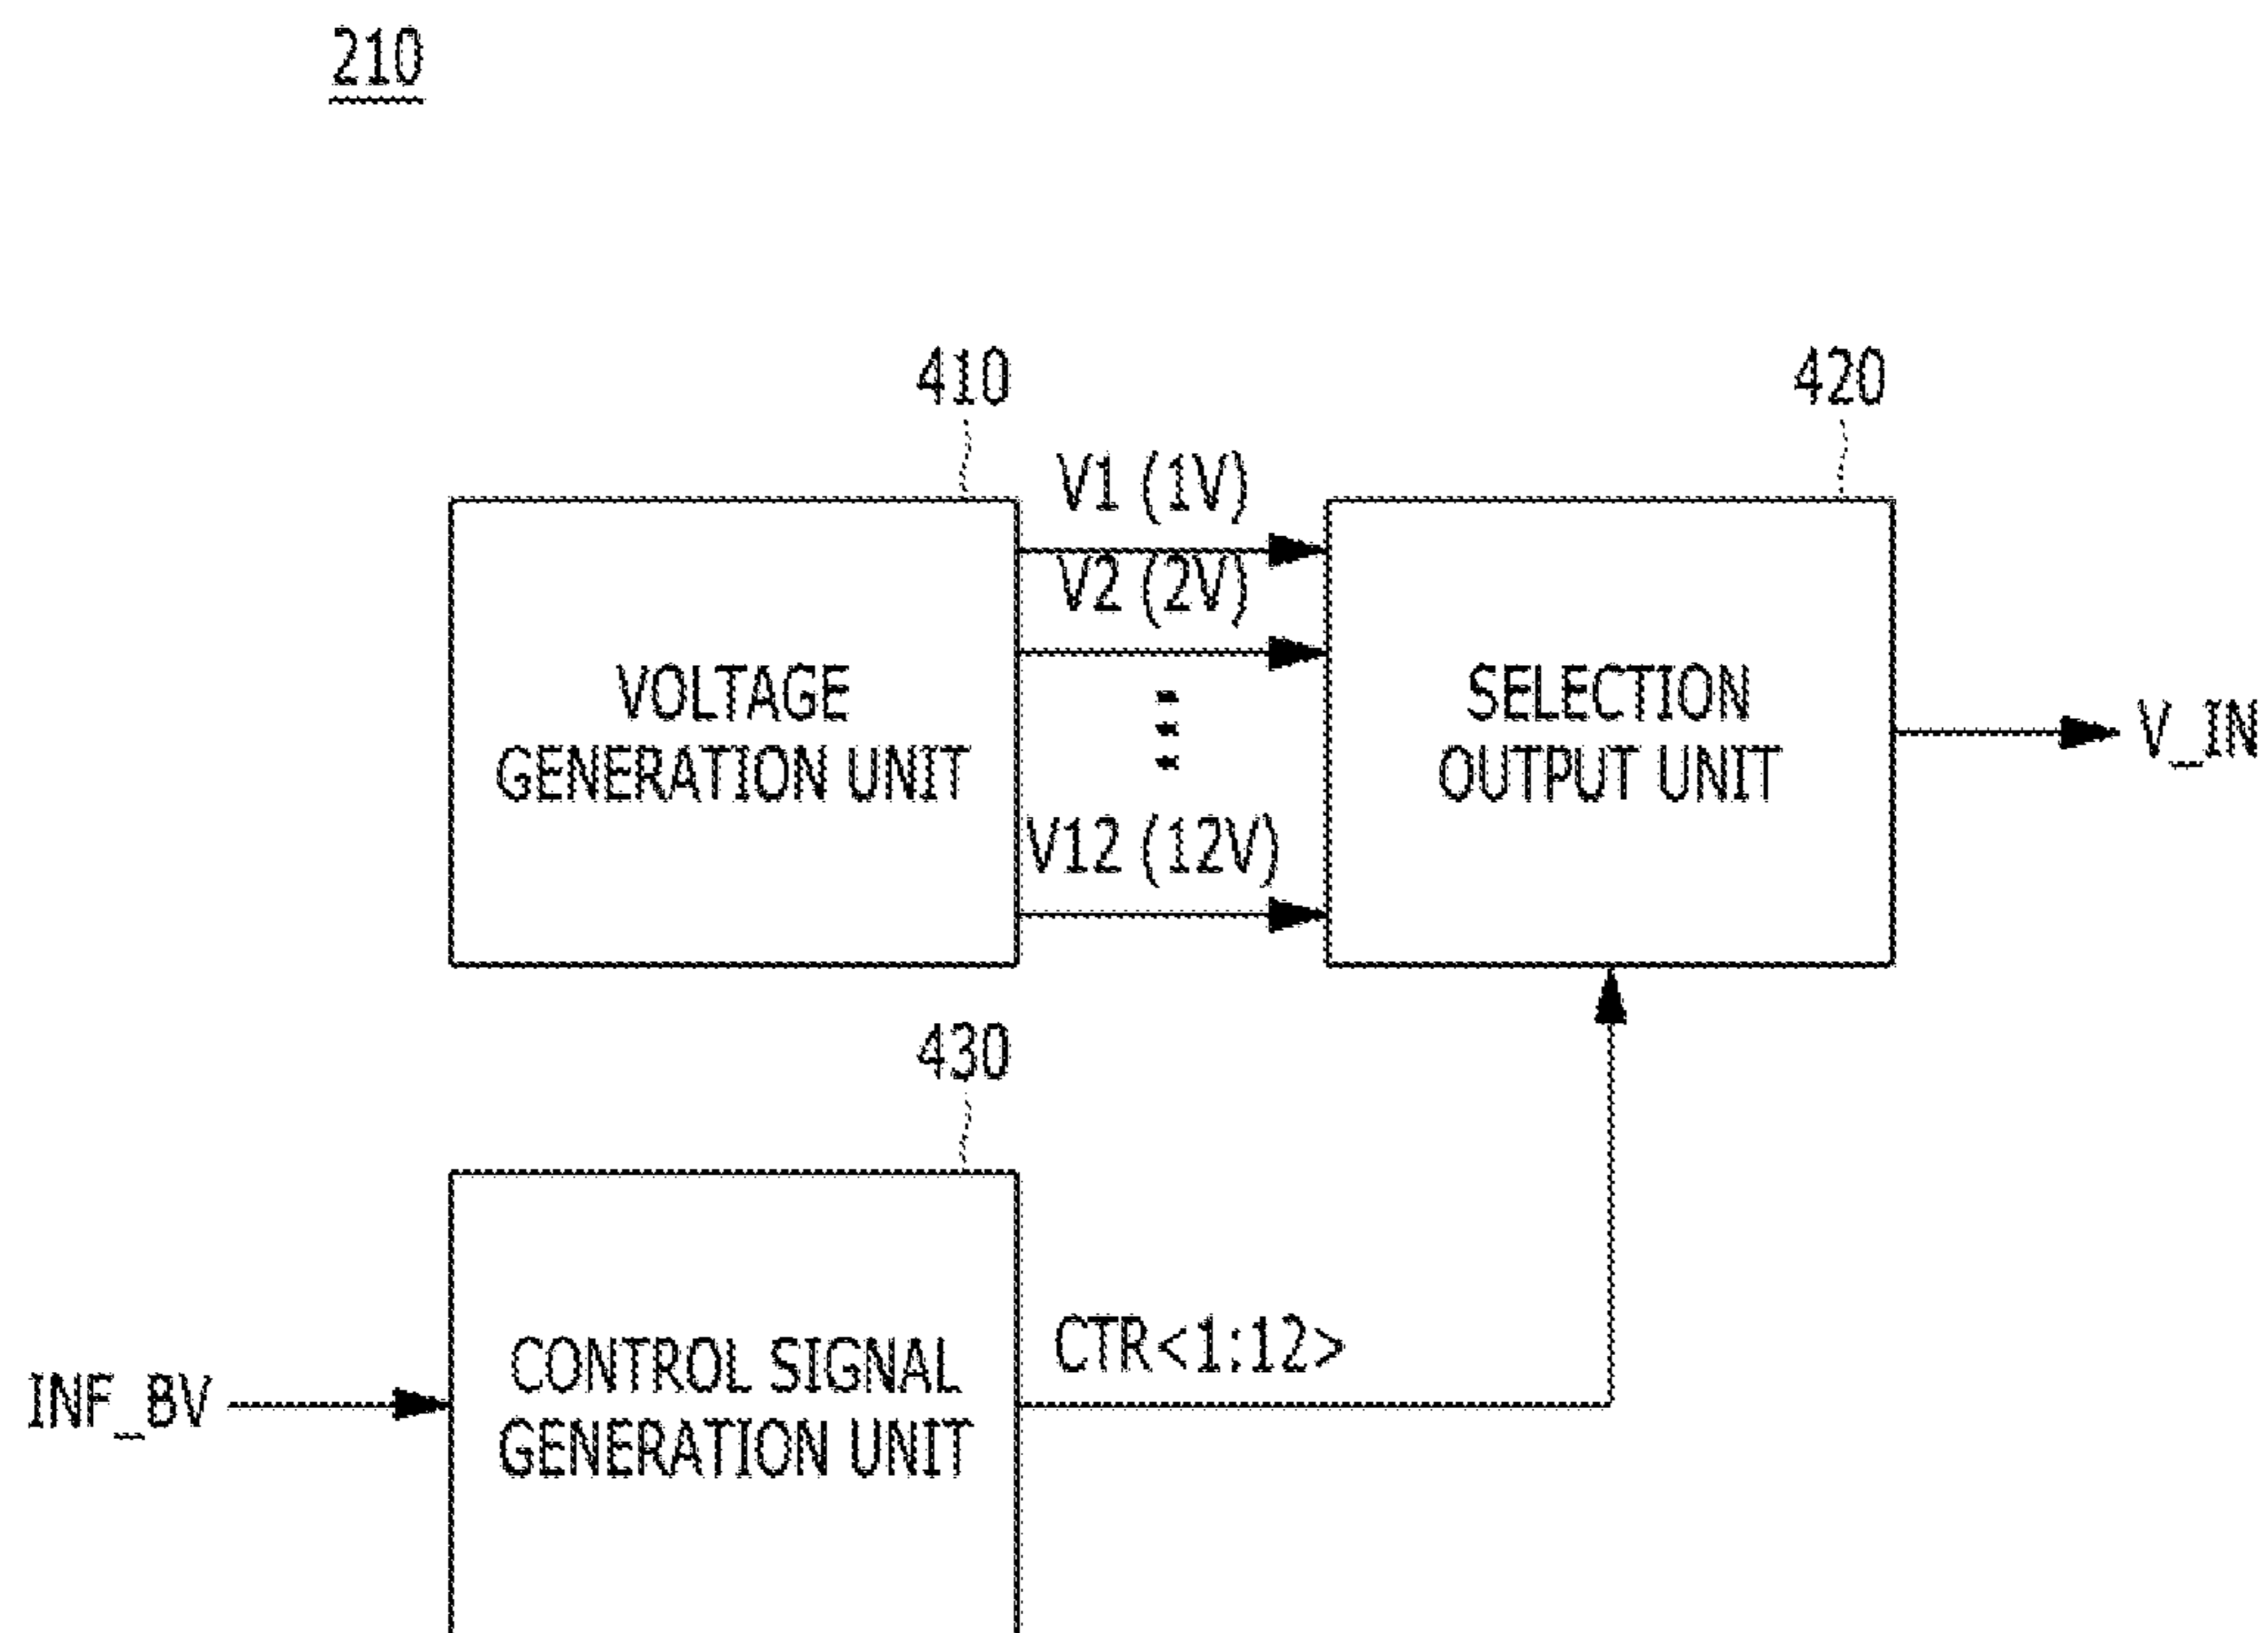 210
410
420
V1 (1V)
V2 (2V)
VOLTAGE
GENERATION UNIT
SELECTION
OUTPUT UNIT
V_IN
V12 (12V)
430
INF_BV
CONTROL SIGNAL
GENERATION UNIT
CTR<1:12>